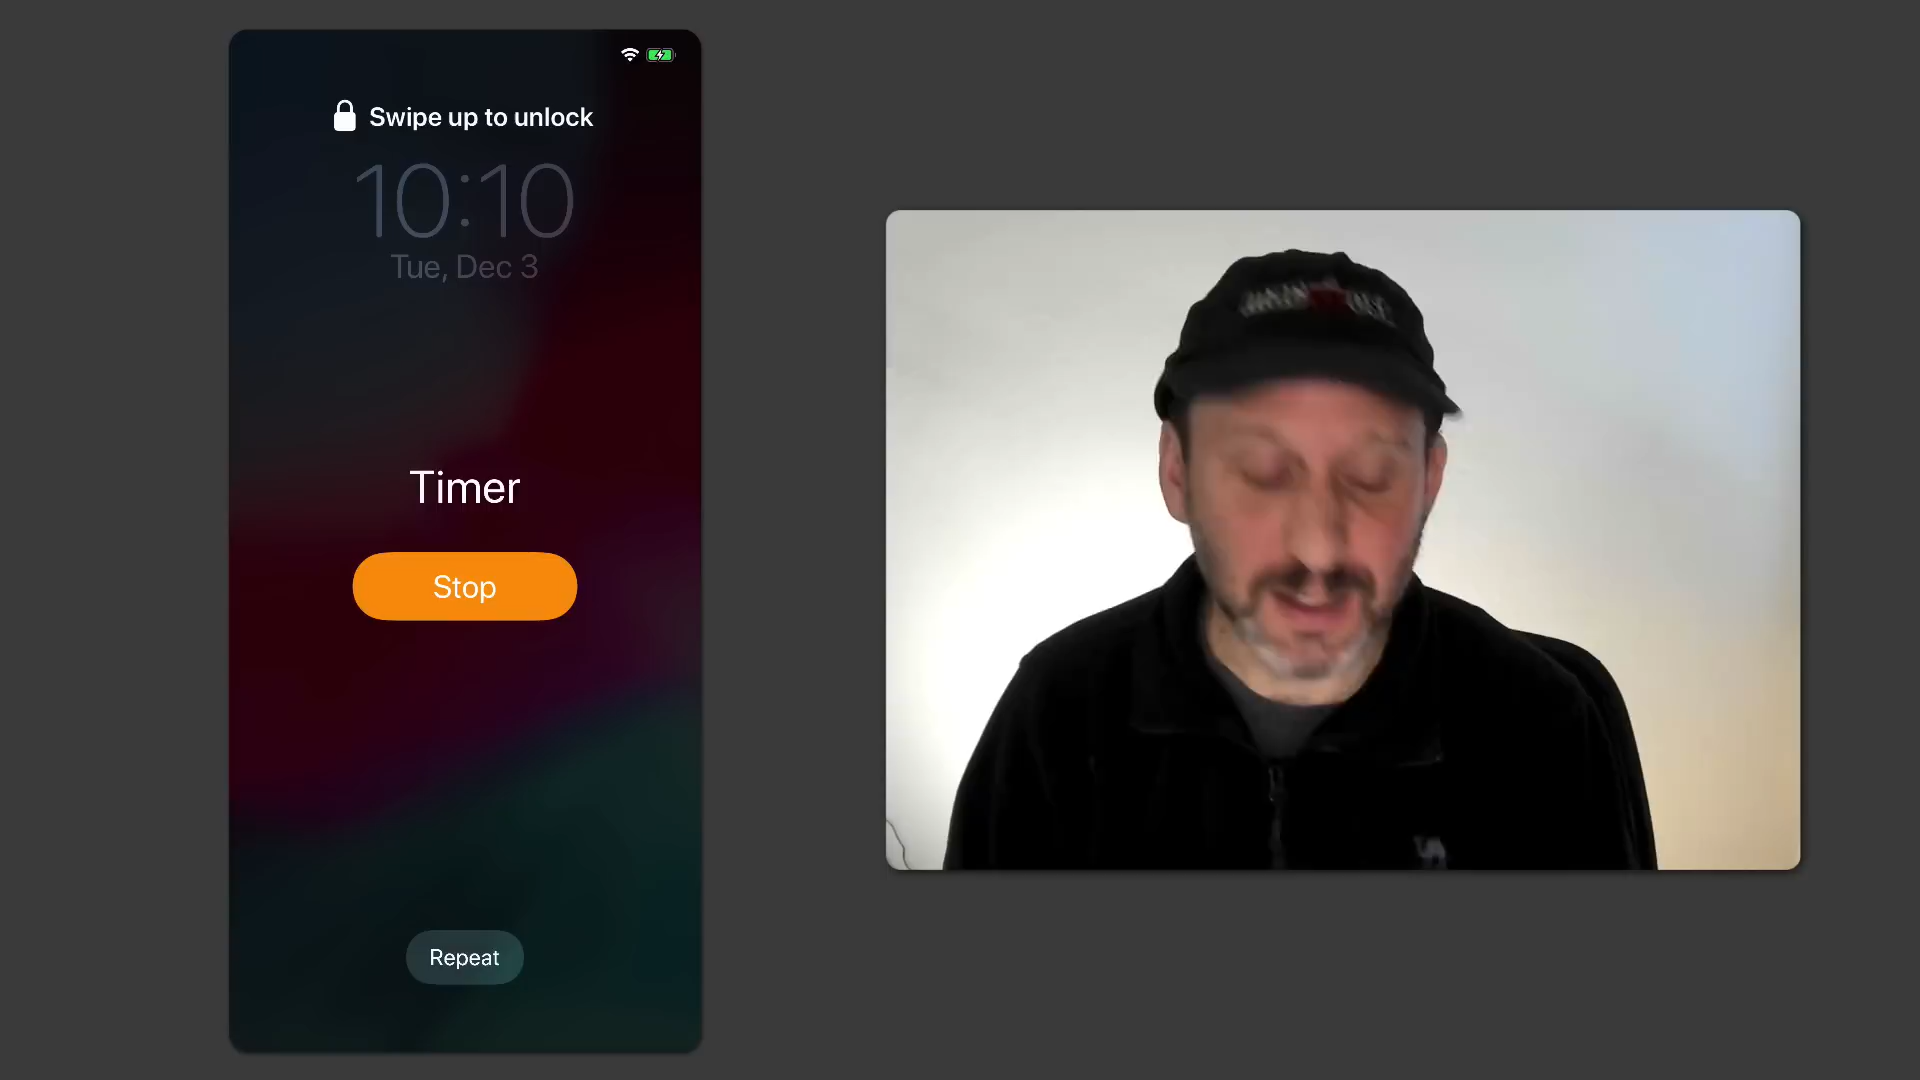 Swipe up to unlock
10:10
Tue, Dec 3
Timer
Stop
Repeat